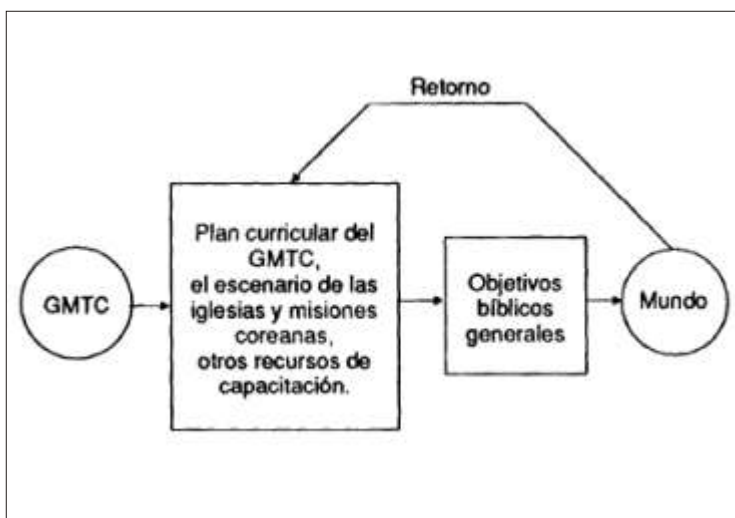 Retorno
GMTC
Plan curricular del
GMTC,
el escenario de las
iglesias y misiones
coreanas,
otros recursos de
capacitación.
Objetivos
bíblicos
generales
Mundo